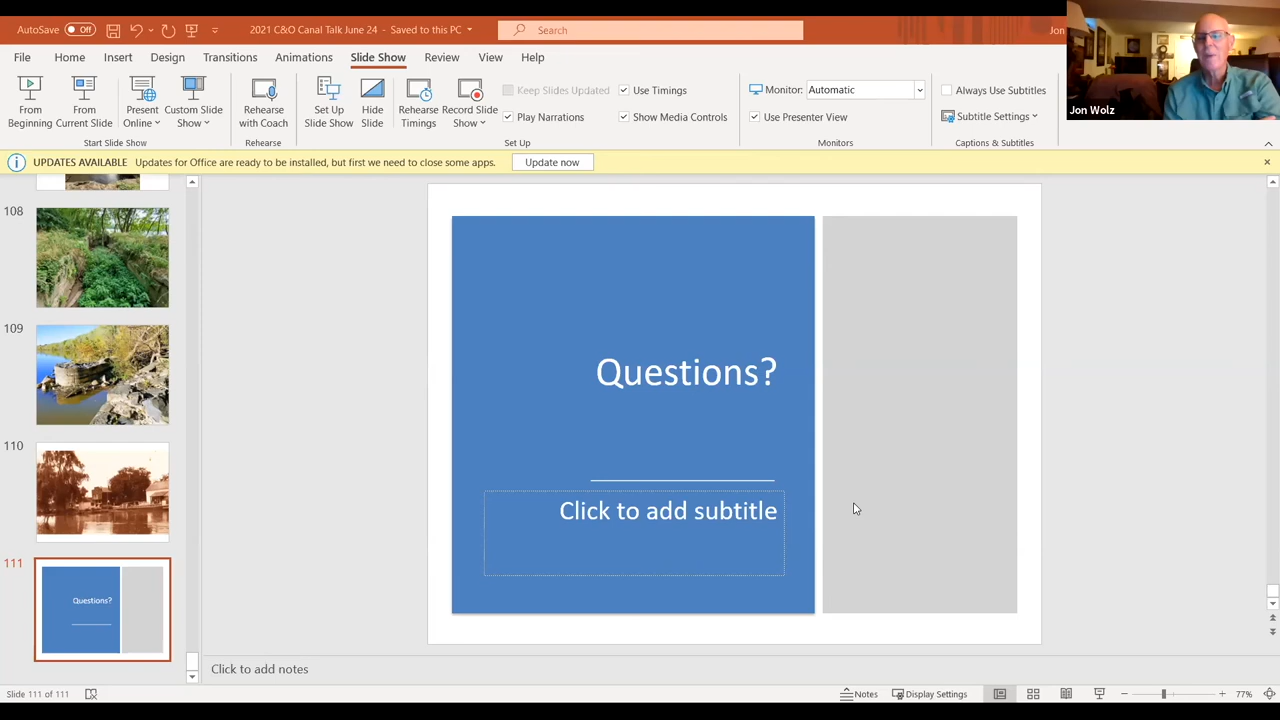 AutoSave Off 2021 C&O Canal Talk June 24 - Saved to this PC Search Jon
File Home Insert Design Transitions Animations Slide Show Review View Help
From Beginning
From Current Slide
Present Online
Custom Slide Show
Start Slide Show
Rehearse with Coach
Rehearse
Set Up Slide Show
Hide Slide
Rehearse Timings
Record Slide Show
Keep Slides Updated
Use Timings
Play Narrations
Show Media Controls
Set Up
Monitor: Automatic
Use Presenter View
Monitors
Always Use Subtitles
Subtitle Settings
Captions & Subtitles
Jon Wolz
UPDATES AVAILABLE Updates for Office are ready to be installed, but first we need to close some apps. Update now
108
109
110
111
Questions?
Questions?
Click to add subtitle
Click to add notes
Slide 111 of 111 Notes Display Settings 77%